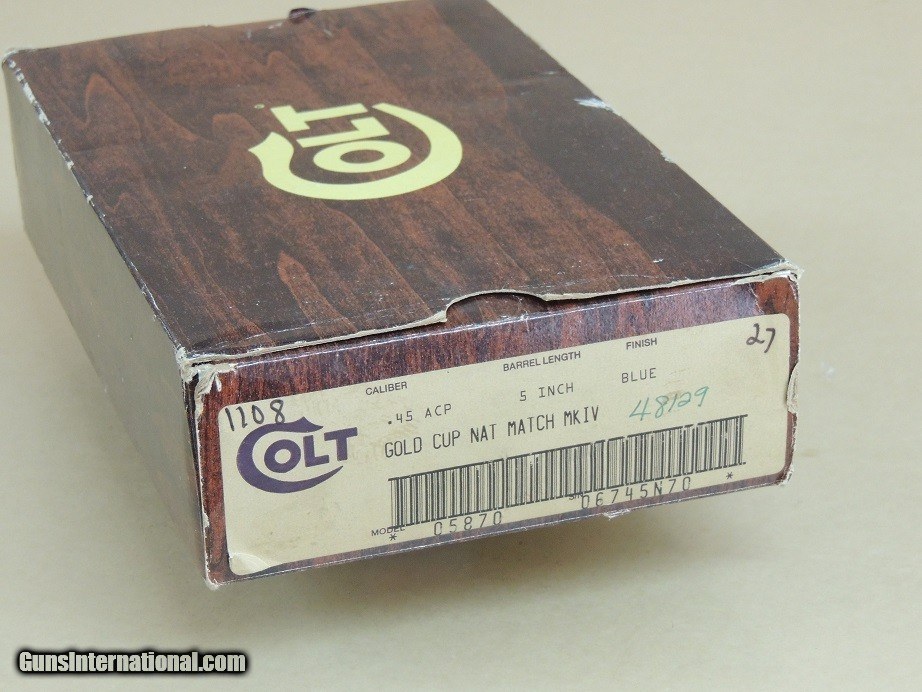 COLT
1108
27
CALIBER BARREL LENGTH FINISH
.45 ACP 5 INCH BLUE
COLT
GOLD CUP NAT MATCH MKIV 48129
MODEL
* 05870 06745N70 *
GunsInternational.com